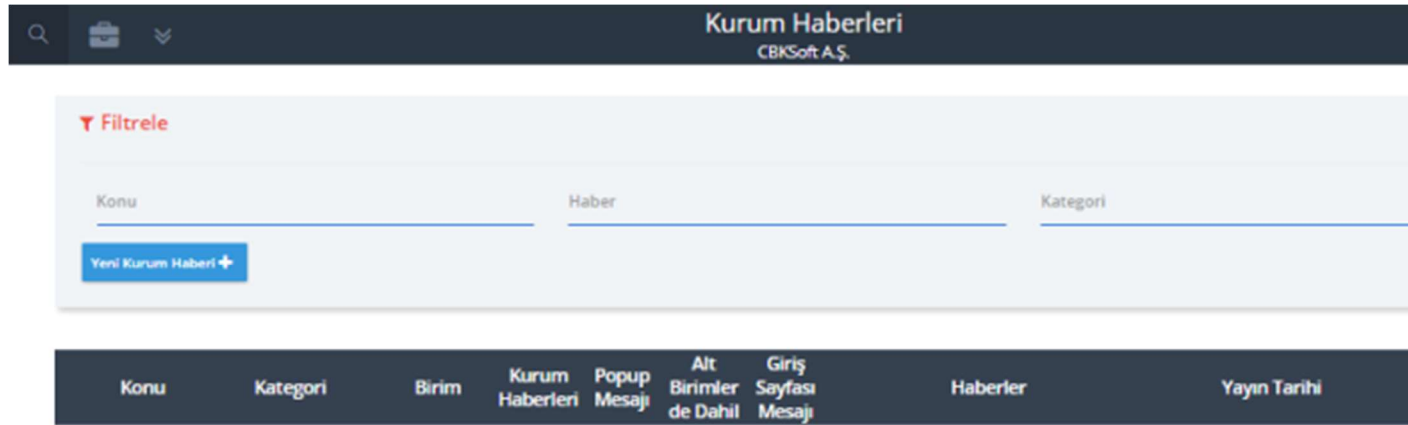 Kurum Haberleri
CBKSoft A.Ş.
Filtrele
Konu Haber Kategori
Yeni Kurum Haberi
Konu Kategori Birim Kurum Haberleri Popup Mesajı Alt Birimler de Dahil Giriş Sayfası Mesajı Haberler Yayın Tarihi